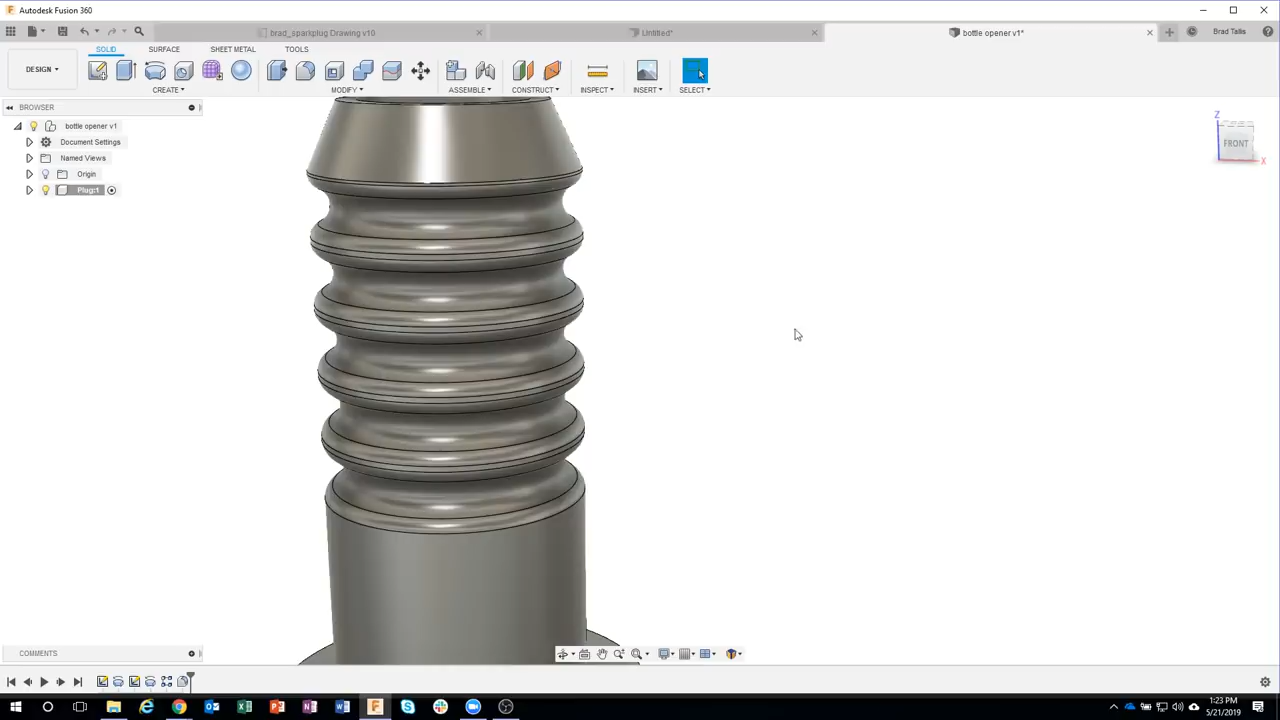 Autodesk Fusion 360
brad_sparkplug Drawing v10
Untitled*
bottle opener v1*
Brad Tallis
DESIGN
SOLID
SURFACE
SHEET METAL
TOOLS
CREATE
MODIFY
ASSEMBLE
CONSTRUCT
INSPECT
INSERT
SELECT
BROWSER
bottle opener v1
Document Settings
Named Views
Origin
Plug:1
Z
FRONT
X
COMMENTS
1:23 PM
5/21/2019